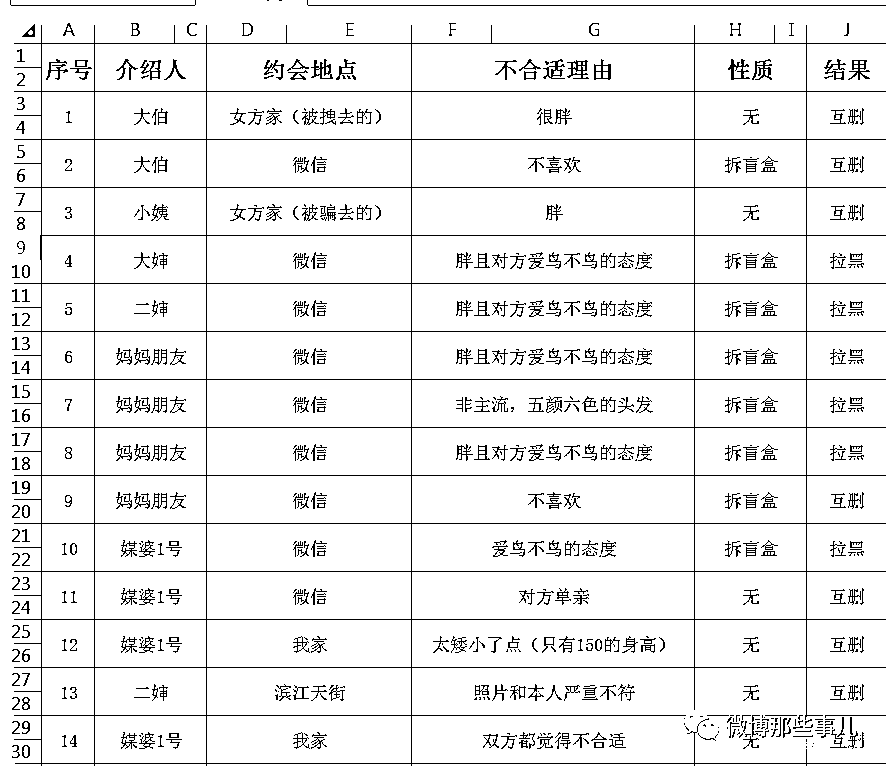 A B C D E F G H I J
1
2
序号 介绍人 约会地点 不合适理由 性质 结果
3
4
1 大伯 女方家（被拽去的） 很胖 无 互删
5
6
2 大伯 微信 不喜欢 拆盲盒 互删
7
8
3 小姨 女方家（被骗去的） 胖 无 互删
9
10
4 大婶 微信 胖且对方爱鸟不鸟的态度 拆盲盒 拉黑
11
12
5 二婶 微信 胖且对方爱鸟不鸟的态度 拆盲盒 拉黑
13
14
6 妈妈朋友 微信 胖且对方爱鸟不鸟的态度 拆盲盒 拉黑
15
16
7 妈妈朋友 微信 非主流，五颜六色的头发 拆盲盒 拉黑
17
18
8 妈妈朋友 微信 胖且对方爱鸟不鸟的态度 拆盲盒 拉黑
19
20
9 妈妈朋友 微信 不喜欢 拆盲盒 互删
21
22
10 媒婆1号 微信 爱鸟不鸟的态度 拆盲盒 拉黑
23
24
11 媒婆1号 微信 对方单亲 无 互删
25
26
12 媒婆1号 我家 太矮小了点（只有150的身高） 无 互删
27
28
13 二婶 滨江天街 照片和本人严重不符 无 互删
29
30
14 媒婆1号 我家 双方都觉得不合适 无 互删
微博那些事儿